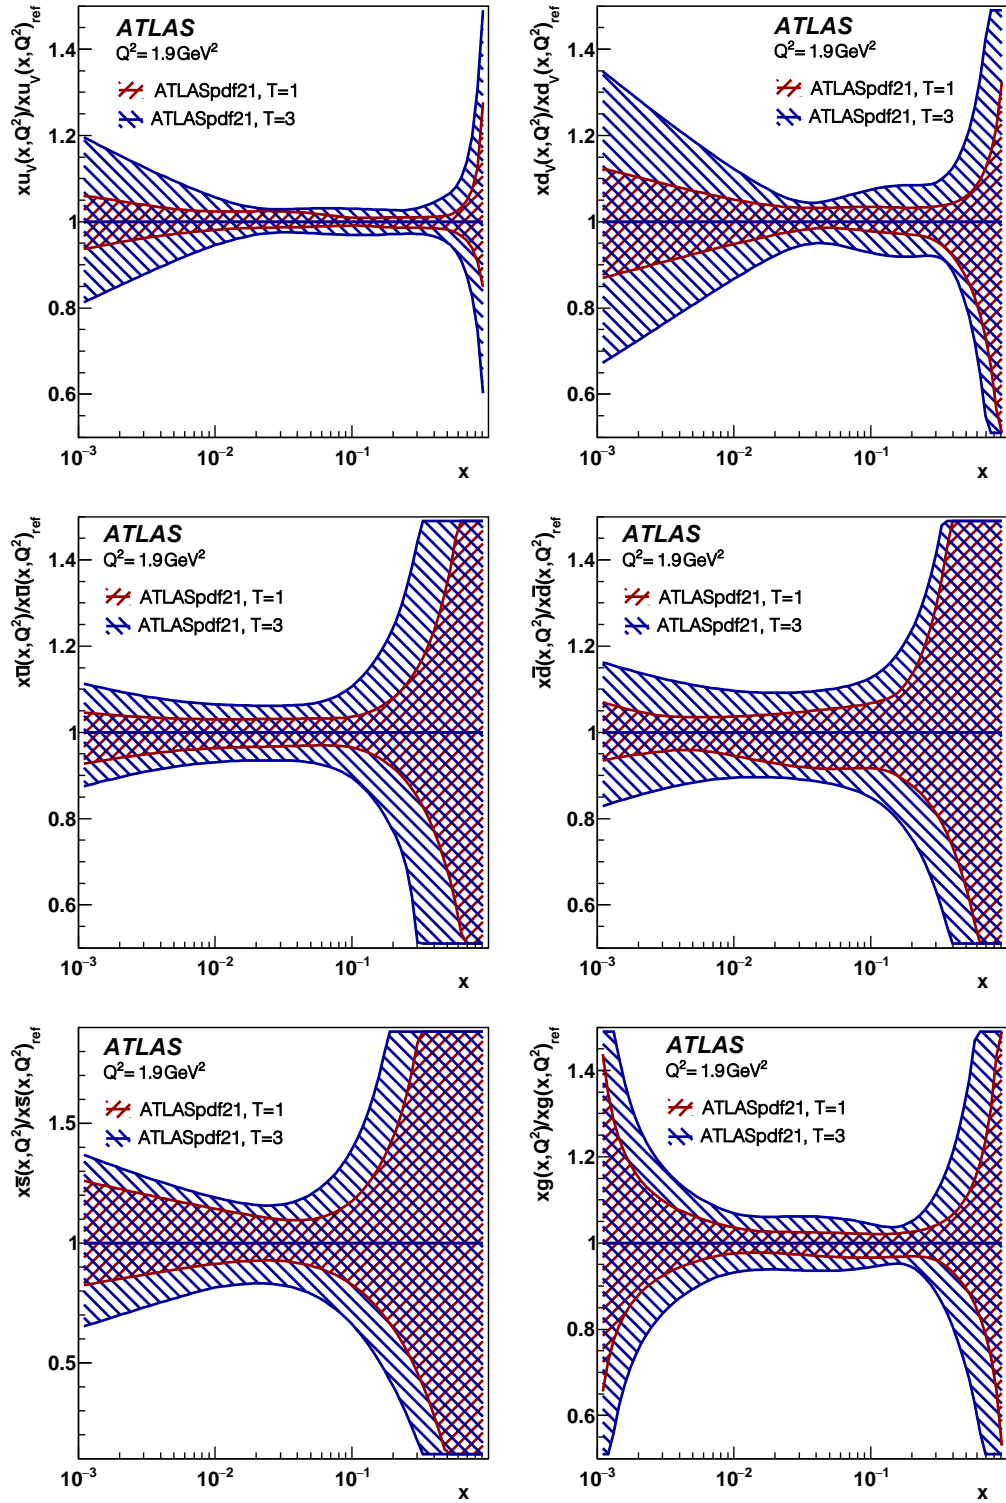 ATLAS
Q²= 1.9 GeV²
ATLASpdf21, T=1
ATLASpdf21, T=3
xu_V(x,Q²)/xu_V(x,Q²)_ref
1.4
1.2
1
0.8
0.6
10⁻³ 10⁻² 10⁻¹
x
ATLAS
Q²= 1.9 GeV²
ATLASpdf21, T=1
ATLASpdf21, T=3
xd_V(x,Q²)/xd_V(x,Q²)_ref
1.4
1.2
1
0.8
0.6
10⁻³ 10⁻² 10⁻¹
x
ATLAS
Q²= 1.9 GeV²
ATLASpdf21, T=1
ATLASpdf21, T=3
xu̅(x,Q²)/xu̅(x,Q²)_ref
1.4
1.2
1
0.8
0.6
10⁻³ 10⁻² 10⁻¹
x
ATLAS
Q²= 1.9 GeV²
ATLASpdf21, T=1
ATLASpdf21, T=3
xd̅(x,Q²)/xd̅(x,Q²)_ref
1.4
1.2
1
0.8
0.6
10⁻³ 10⁻² 10⁻¹
x
ATLAS
Q²= 1.9 GeV²
ATLASpdf21, T=1
ATLASpdf21, T=3
xs̅(x,Q²)/xs̅(x,Q²)_ref
1.5
1
0.5
10⁻³ 10⁻² 10⁻¹
x
ATLAS
Q²= 1.9 GeV²
ATLASpdf21, T=1
ATLASpdf21, T=3
xg(x,Q²)/xg(x,Q²)_ref
1.4
1.2
1
0.8
0.6
10⁻³ 10⁻² 10⁻¹
x